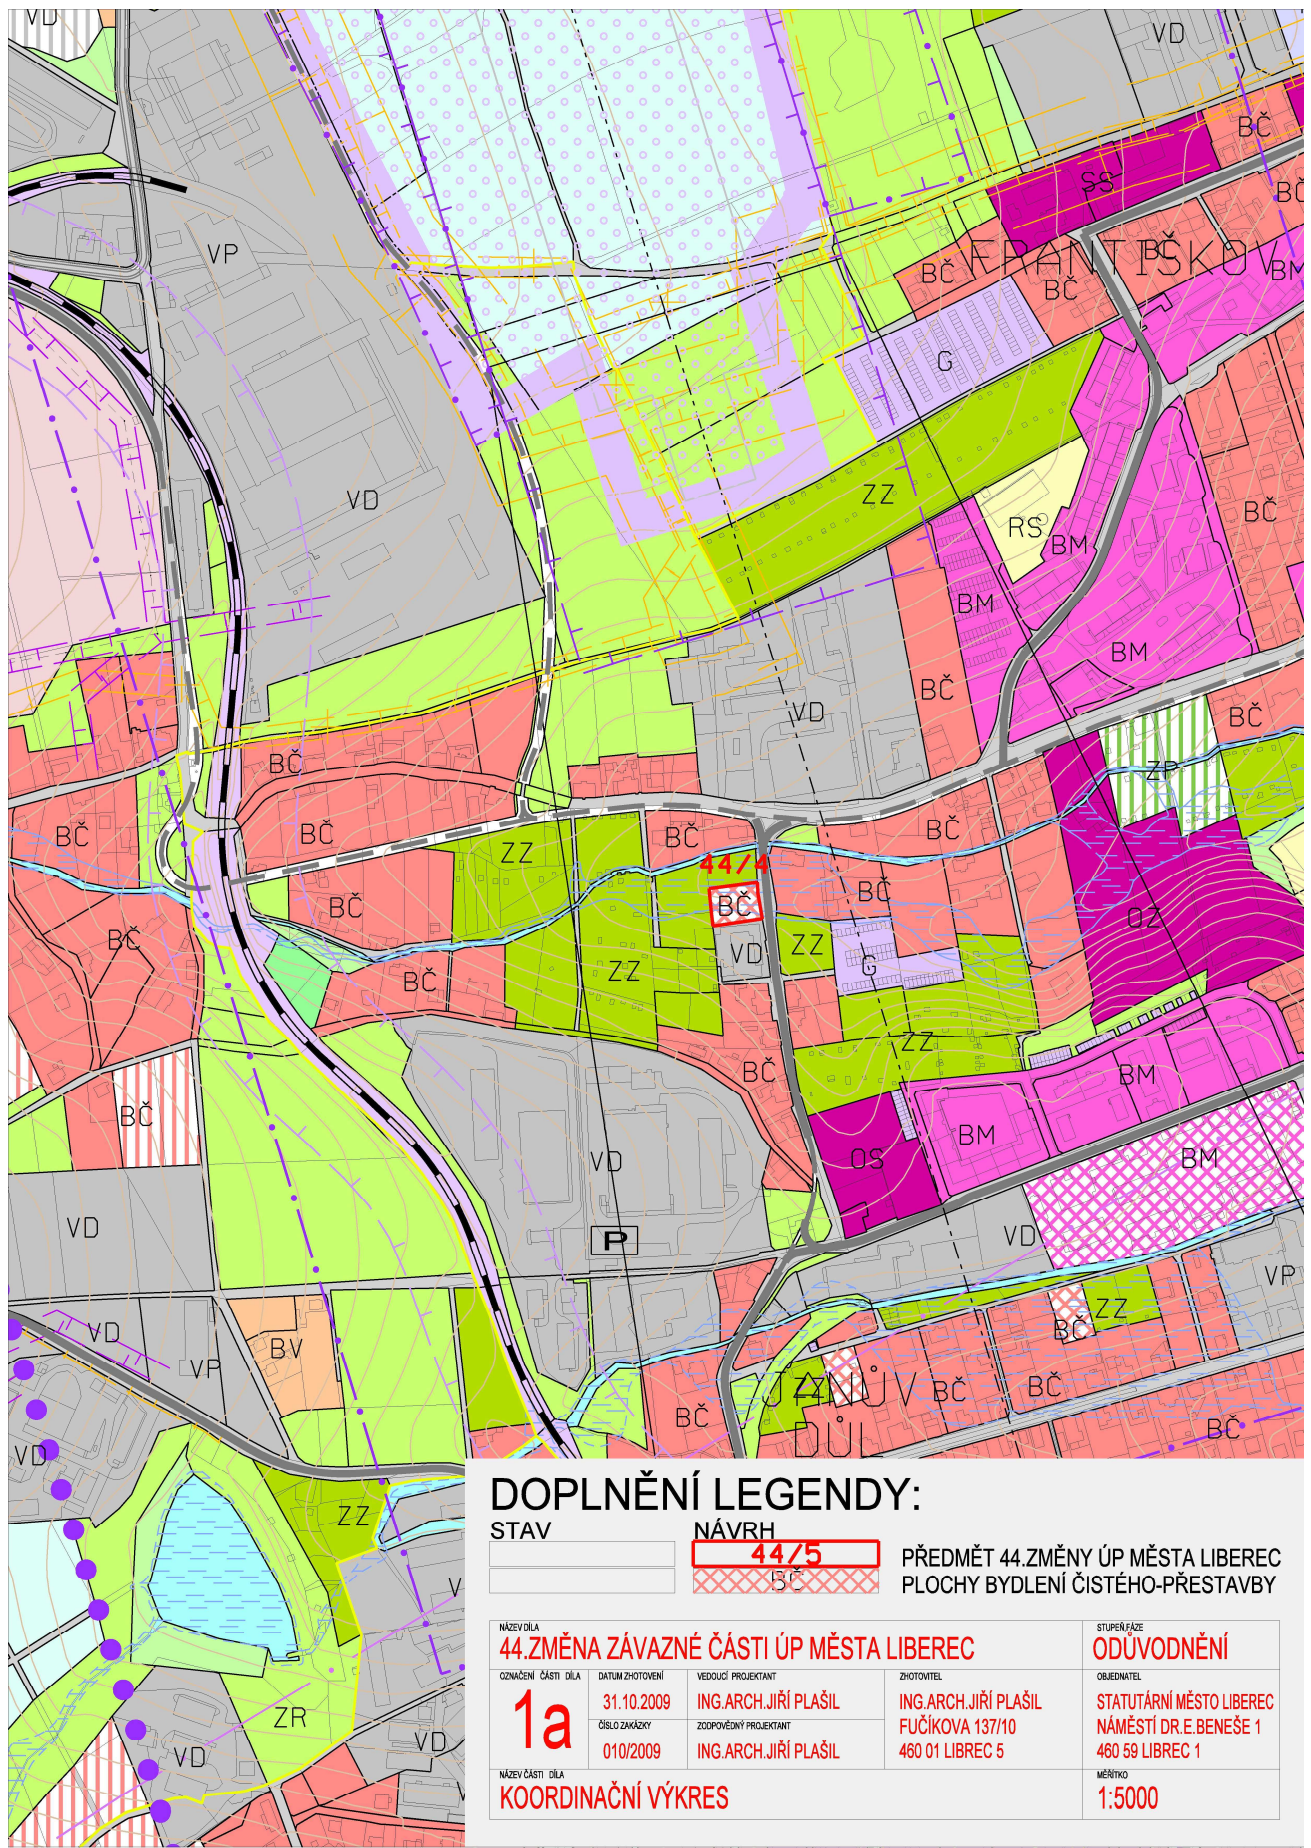 VD
VD
BČ
SS
BČ
VP
FRANTIŠKOV
BČ
BČ
BČ
BM
G
VD
ZZ
RS
BM
BČ
BM
BM
BČ
VD
BČ
BČ
ZP
BČ
BČ
ZZ
BČ
BČ
44/4
BČ
BČ
BČ
BČ
VD
ZZ
OZ
BČ
ZZ
G
BČ
ZZ
BČ
BM
BČ
BM
VD
OS
BM
VD
P
VD
VP
VD
VP
BV
ZZ
BČ
JANŮV
DŮL
ZZ
BČ
BČ
BČ
BČ
VD
ZZ
V
ZR
VD
VD
DOPLNĚNÍ LEGENDY:
STAV NÁVRH
44/5 PŘEDMĚT 44.ZMĚNY ÚP MĚSTA LIBEREC
BČ PLOCHY BYDLENÍ ČISTÉHO-PŘESTAVBY
NÁZEV DÍLA
44.ZMĚNA ZÁVAZNÉ ČÁSTI ÚP MĚSTA LIBEREC
STUPEŇ,FÁZE
ODŮVODNĚNÍ
OZNAČENÍ ČÁSTI DÍLA
1a
DATUM ZHOTOVENÍ
31.10.2009
ČÍSLO ZAKÁZKY
010/2009
VEDOUCÍ PROJEKTANT
ING.ARCH.JIŘÍ PLAŠIL
ZODPOVĚDNÝ PROJEKTANT
ING.ARCH.JIŘÍ PLAŠIL
ZHOTOVITEL
ING.ARCH.JIŘÍ PLAŠIL
FUČÍKOVA 137/10
460 01 LIBREC 5
OBJEDNATEL
STATUTÁRNÍ MĚSTO LIBEREC
NÁMĚSTÍ DR.E.BENEŠE 1
460 59 LIBREC 1
NÁZEV ČÁSTI DÍLA
KOORDINAČNÍ VÝKRES
MĚŘÍTKO
1:5000